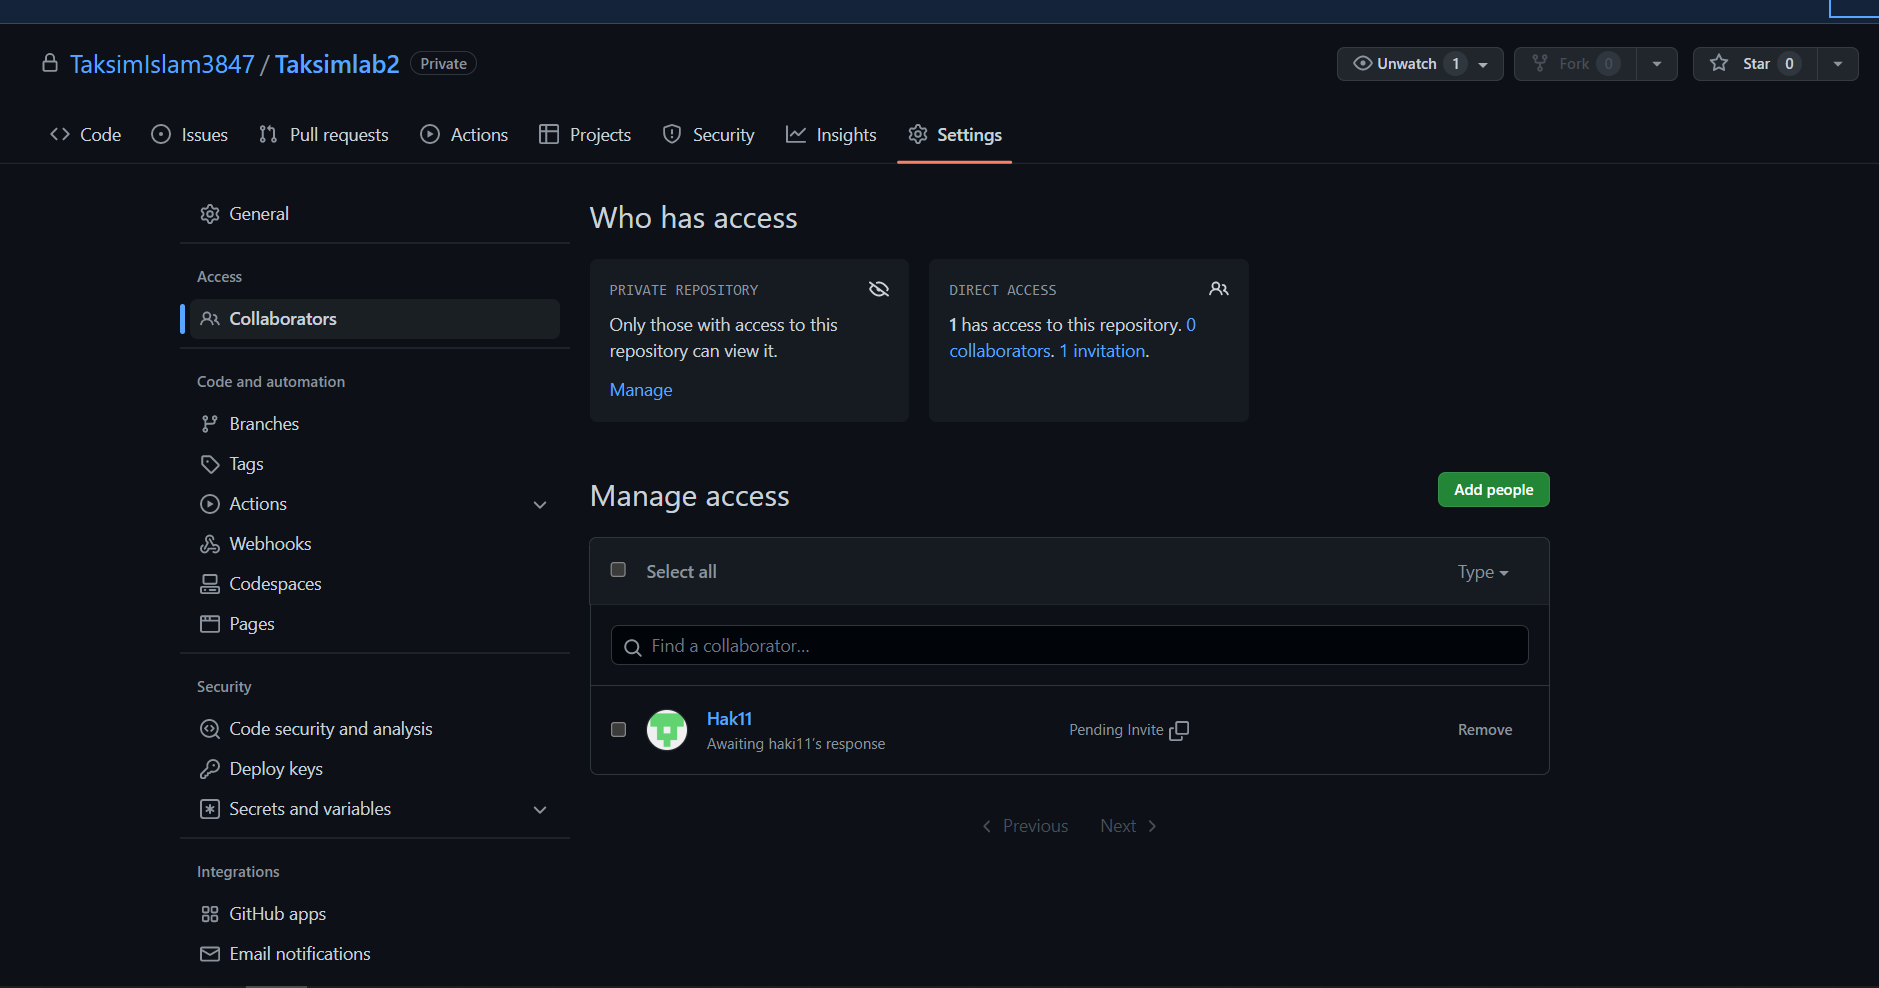 TaksimIslam3847 / Taksimlab2 Private
Unwatch 1 Fork 0 Star 0
Code Issues Pull requests Actions Projects Security Insights Settings
General
Access
Collaborators
Code and automation
Branches
Tags
Actions
Webhooks
Codespaces
Pages
Security
Code security and analysis
Deploy keys
Secrets and variables
Integrations
GitHub apps
Email notifications
Who has access
PRIVATE REPOSITORY
Only those with access to this
repository can view it.
Manage
DIRECT ACCESS
1 has access to this repository. 0
collaborators. 1 invitation.
Manage access
Add people
Select all
Type
Find a collaborator...
Hak11
Awaiting haki11's response
Pending Invite
Remove
Previous Next